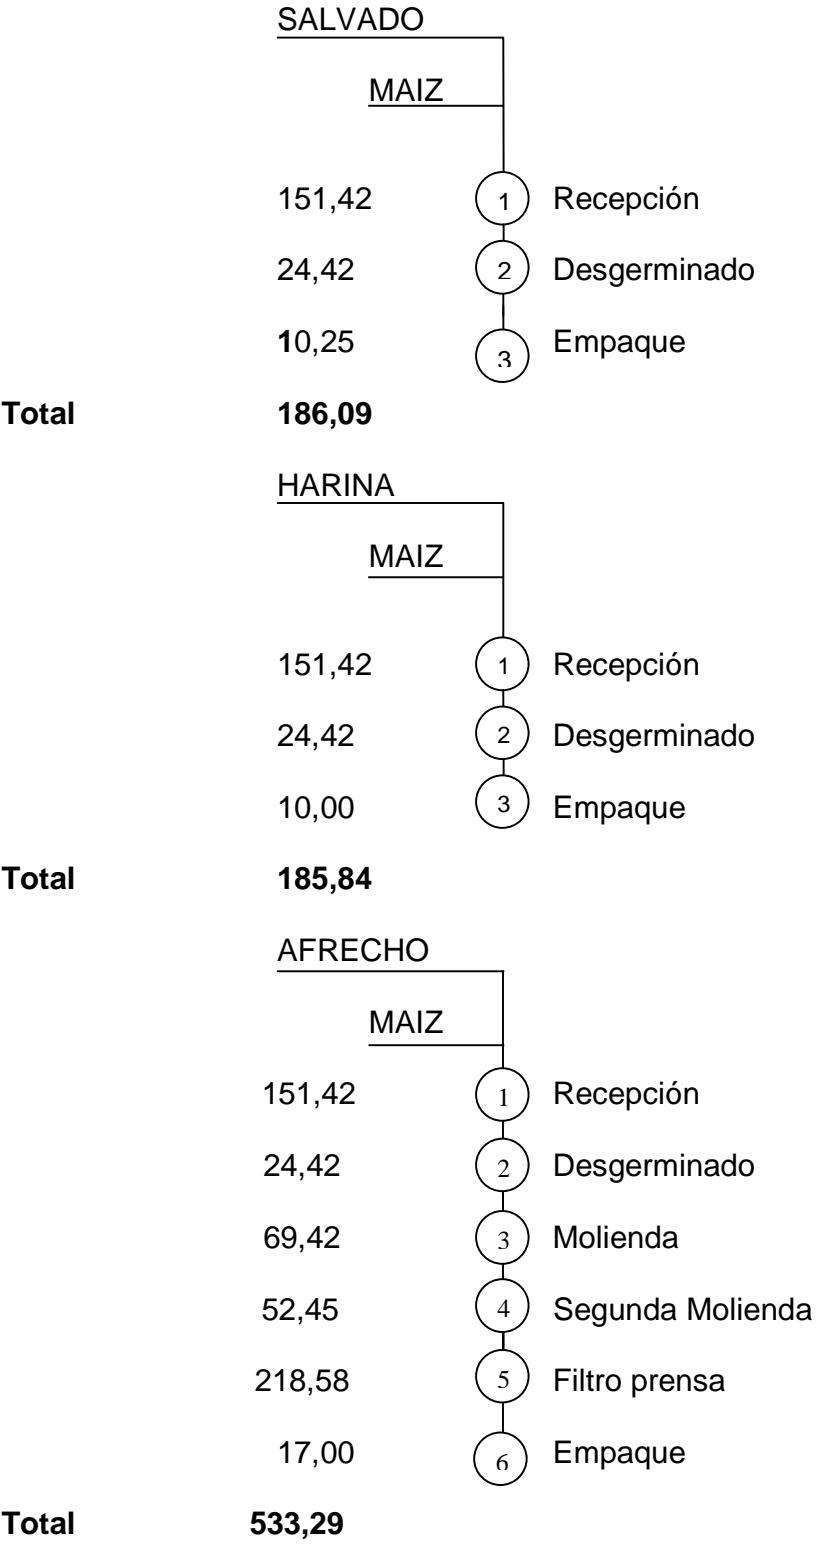 SALVADO
MAIZ
151,42 1 Recepción
24,42 2 Desgerminado
10,25 3 Empaque
Total 186,09
HARINA
MAIZ
151,42 1 Recepción
24,42 2 Desgerminado
10,00 3 Empaque
Total 185,84
AFRECHO
MAIZ
151,42 1 Recepción
24,42 2 Desgerminado
69,42 3 Molienda
52,45 4 Segunda Molienda
218,58 5 Filtro prensa
17,00 6 Empaque
Total 533,29